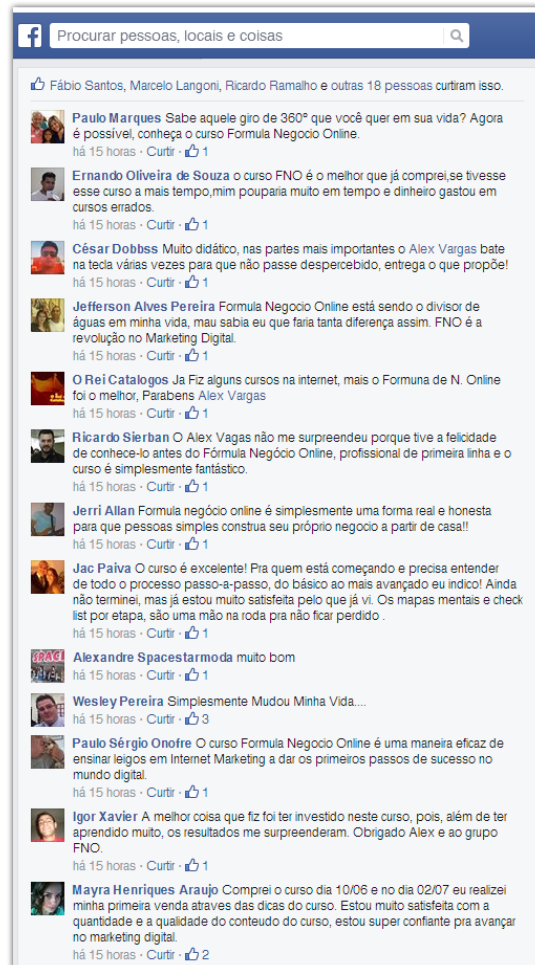 f Procurar pessoas, locais e coisas
Fábio Santos, Marcelo Langoni, Ricardo Ramalho e outras 18 pessoas curtiram isso.
Paulo Marques Sabe aquele giro de 360º que você quer em sua vida? Agora
é possível, conheça o curso Formula Negocio Online.
há 15 horas · Curtir · 1
Ernando Oliveira de Souza o curso FNO é o melhor que já comprei,se tivesse
esse curso a mais tempo,mim pouparia muito em tempo e dinheiro gastou em
cursos errados.
há 15 horas · Curtir · 1
César Dobbss Muito didático, nas partes mais importantes o Alex Vargas bate
na tecla várias vezes para que não passe despercebido, entrega o que propõe!
há 15 horas · Curtir · 1
Jefferson Alves Pereira Formula Negocio Online está sendo o divisor de
águas em minha vida, mau sabia eu que faria tanta diferença assim. FNO é a
revolução no Marketing Digital.
há 15 horas · Curtir · 1
O Rei Catalogos Ja Fiz alguns cursos na internet, mais o Formuna de N. Online
foi o melhor, Parabens Alex Vargas
há 15 horas · Curtir · 1
Ricardo Sierban O Alex Vagas não me surpreendeu porque tive a felicidade
de conhece-lo antes do Fórmula Negócio Online, profissional de primeira linha e o
curso é simplesmente fantástico.
há 15 horas · Curtir · 1
Jerri Allan Formula negócio online é simplesmente uma forma real e honesta
para que pessoas simples construa seu próprio negocio a partir de casa!!
há 15 horas · Curtir · 1
Jac Paiva O curso é excelente! Pra quem está começando e precisa entender
de todo o processo passo-a-passo, do básico ao mais avançado eu indico! Ainda
não terminei, mas já estou muito satisfeita pelo que já vi. Os mapas mentais e check
list por etapa, são uma mão na roda pra não ficar perdido .
há 15 horas · Curtir · 1
Alexandre Spacestarmoda muito bom
há 15 horas · Curtir · 1
Wesley Pereira Simplesmente Mudou Minha Vida....
há 15 horas · Curtir · 3
Paulo Sérgio Onofre O curso Formula Negocio Online é uma maneira eficaz de
ensinar leigos em Internet Marketing a dar os primeiros passos de sucesso no
mundo digital.
há 15 horas · Curtir · 1
Igor Xavier A melhor coisa que fiz foi ter investido neste curso, pois, além de ter
aprendido muito, os resultados me surpreenderam. Obrigado Alex e ao grupo
FNO.
há 15 horas · Curtir · 1
Mayra Henriques Araujo Comprei o curso dia 10/06 e no dia 02/07 eu realizei
minha primeira venda atraves das dicas do curso. Estou muito satisfeita com a
quantidade e a qualidade do conteudo do curso, estou super confiante pra avançar
no marketing digital.
há 15 horas · Curtir · 2